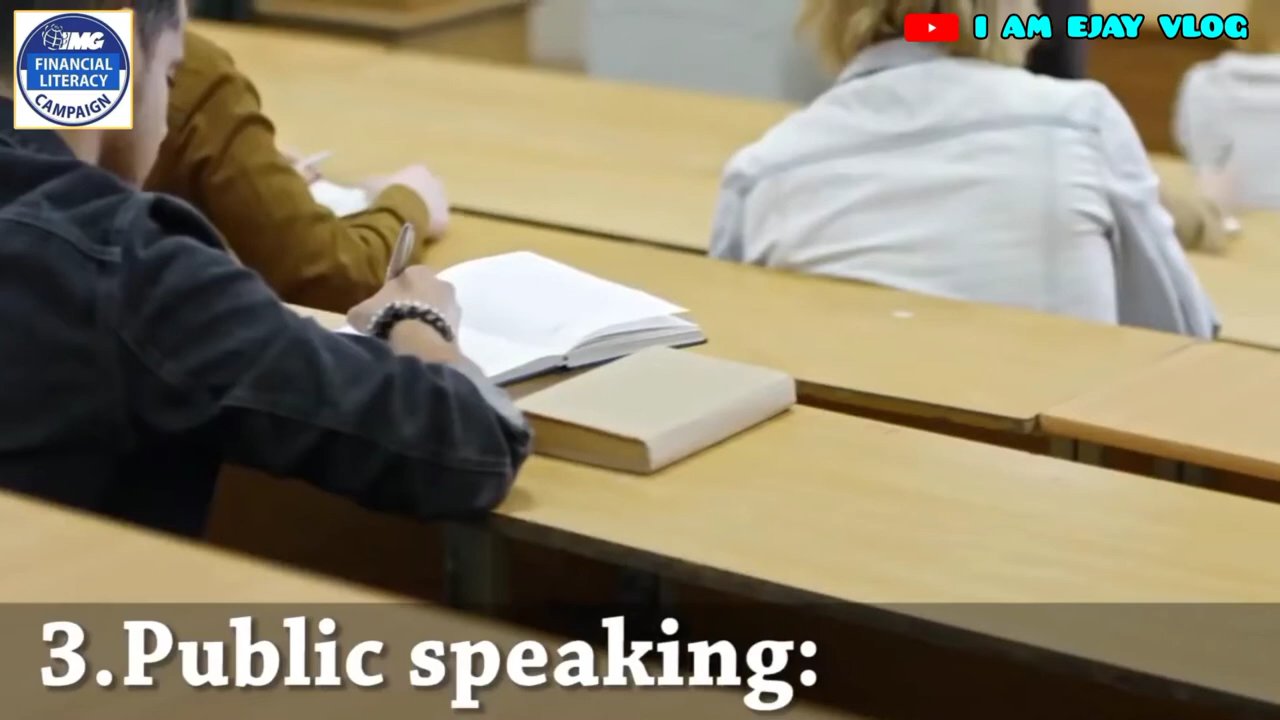 IMG
FINANCIAL
LITERACY
CAMPAIGN
I AM EJAY VLOG
3.Public speaking: